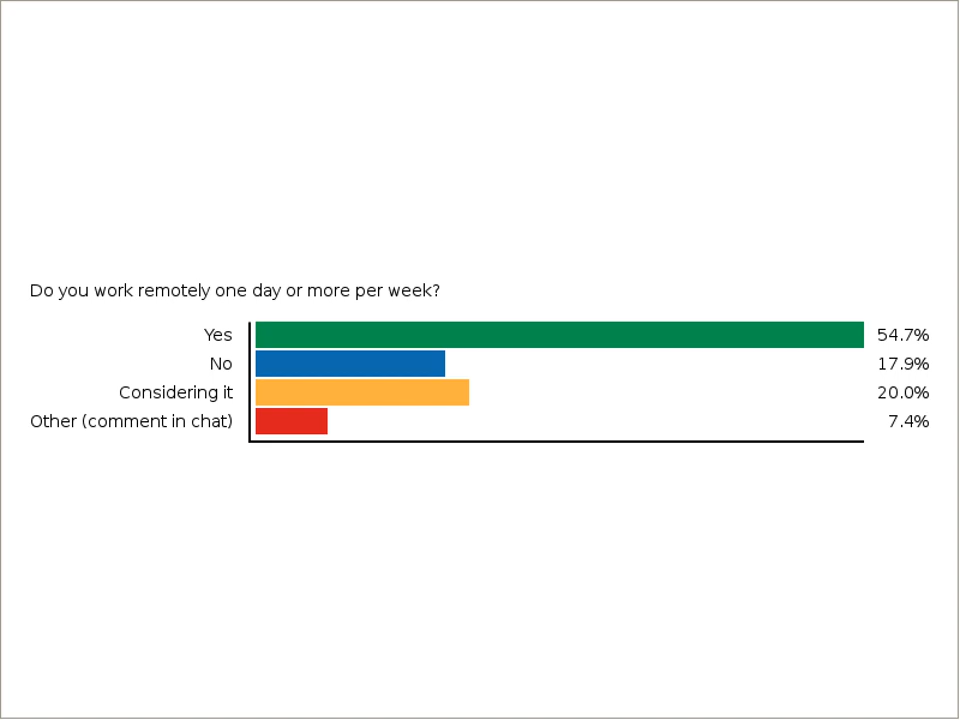 Do you work remotely one day or more per week?
Yes 54.7%
No 17.9%
Considering it 20.0%
Other (comment in chat) 7.4%